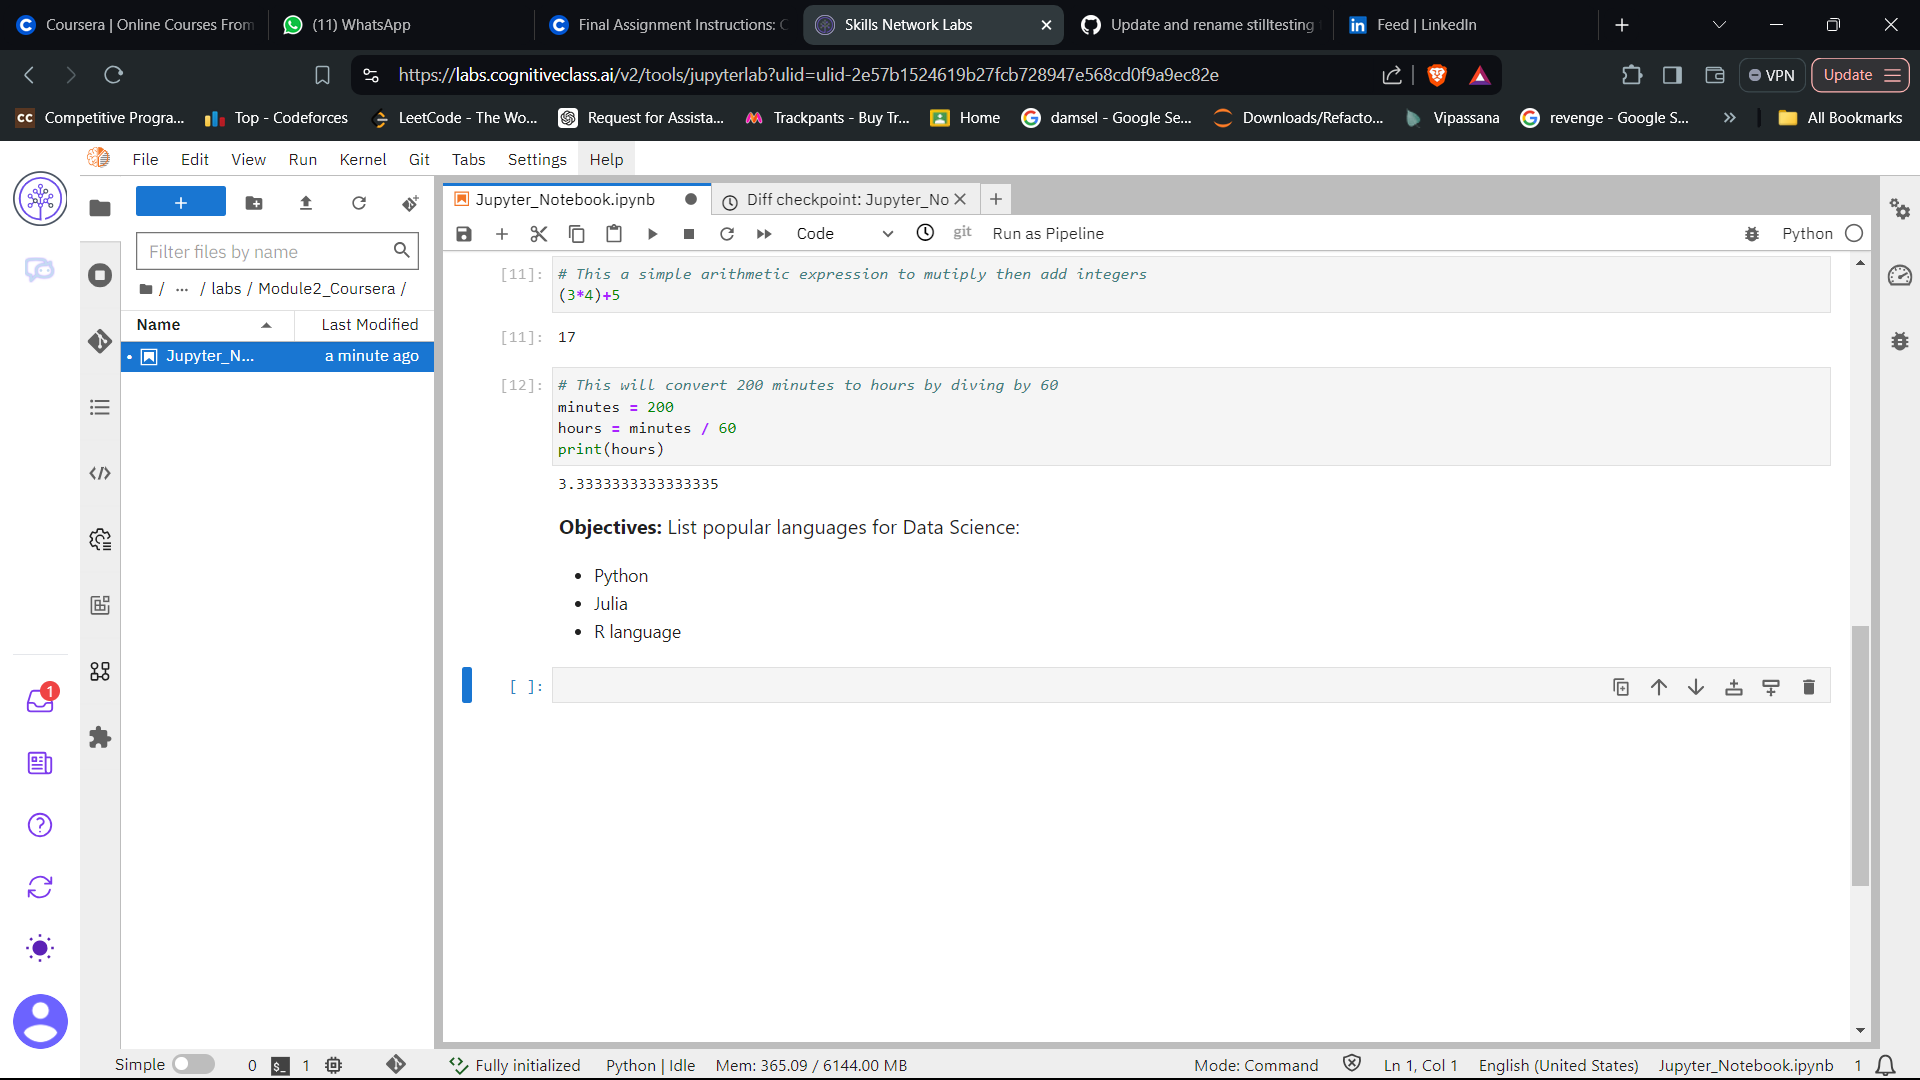 Coursera | Online Courses From
(11) WhatsApp
Final Assignment Instructions: C
Skills Network Labs
Update and rename stilltesting
Feed | LinkedIn
https://labs.cognitiveclass.ai/v2/tools/jupyterlab?ulid=ulid-2e57b1524619b27fcb728947e568cd0f9a9ec82e
VPN
Update
CC Competitive Progra...
Top - Codeforces
LeetCode - The Wo...
Request for Assista...
Trackpants - Buy Tr...
Home
damsel - Google Se...
Downloads/Refacto...
Vipassana
revenge - Google S...
All Bookmarks
File Edit View Run Kernel Git Tabs Settings Help
Filter files by name
/ ... / labs / Module2_Coursera /
Name Last Modified
Jupyter_N... a minute ago
Jupyter_Notebook.ipynb
Diff checkpoint: Jupyter_No
Code
git
Run as Pipeline
Python
[11]: # This a simple arithmetic expression to mutiply then add integers
(3*4)+5
[11]: 17
[12]: # This will convert 200 minutes to hours by diving by 60
minutes = 200
hours = minutes / 60
print(hours)
3.3333333333333335
Objectives: List popular languages for Data Science:
• Python
• Julia
• R language
[ ]:
1
Simple
0
1
Fully initialized
Python | Idle
Mem: 365.09 / 6144.00 MB
Mode: Command
Ln 1, Col 1
English (United States)
Jupyter_Notebook.ipynb
1